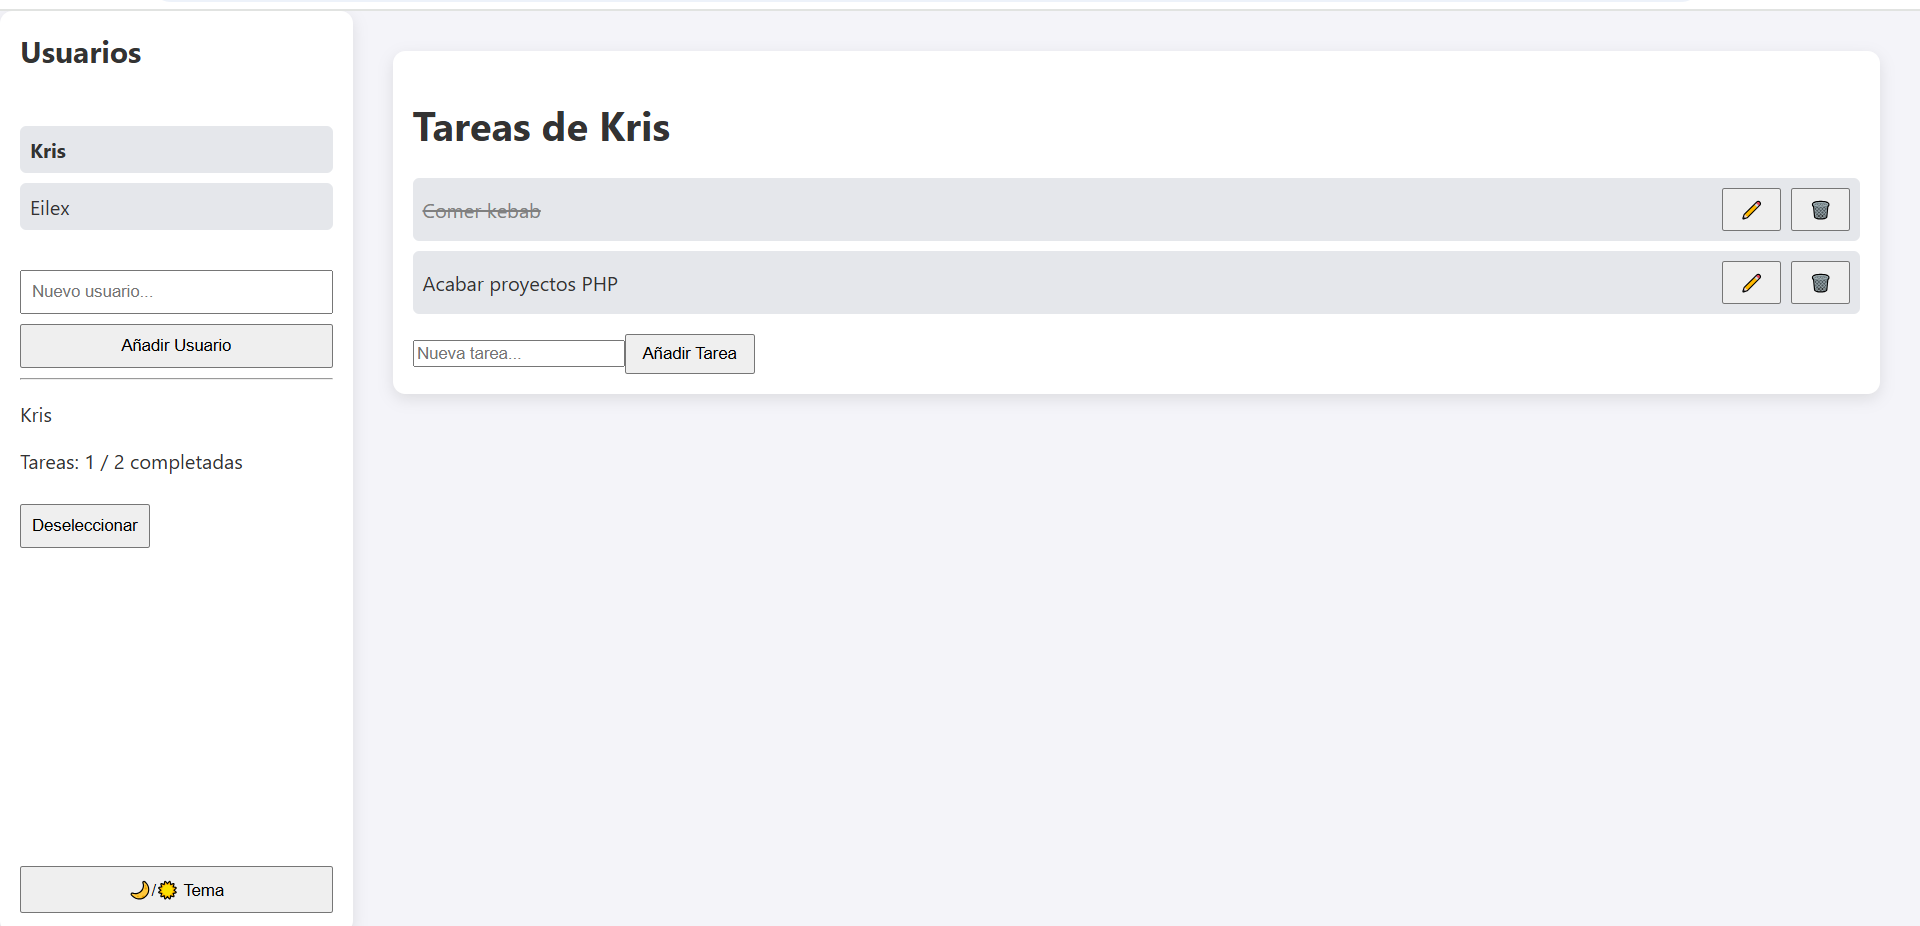 Usuarios
Kris
Eilex
Nuevo usuario...
Añadir Usuario
Kris
Tareas: 1 / 2 completadas
Deseleccionar
🌙/☀️ Tema
Tareas de Kris
Comer kebab
Acabar proyectos PHP
Nueva tarea...
Añadir Tarea